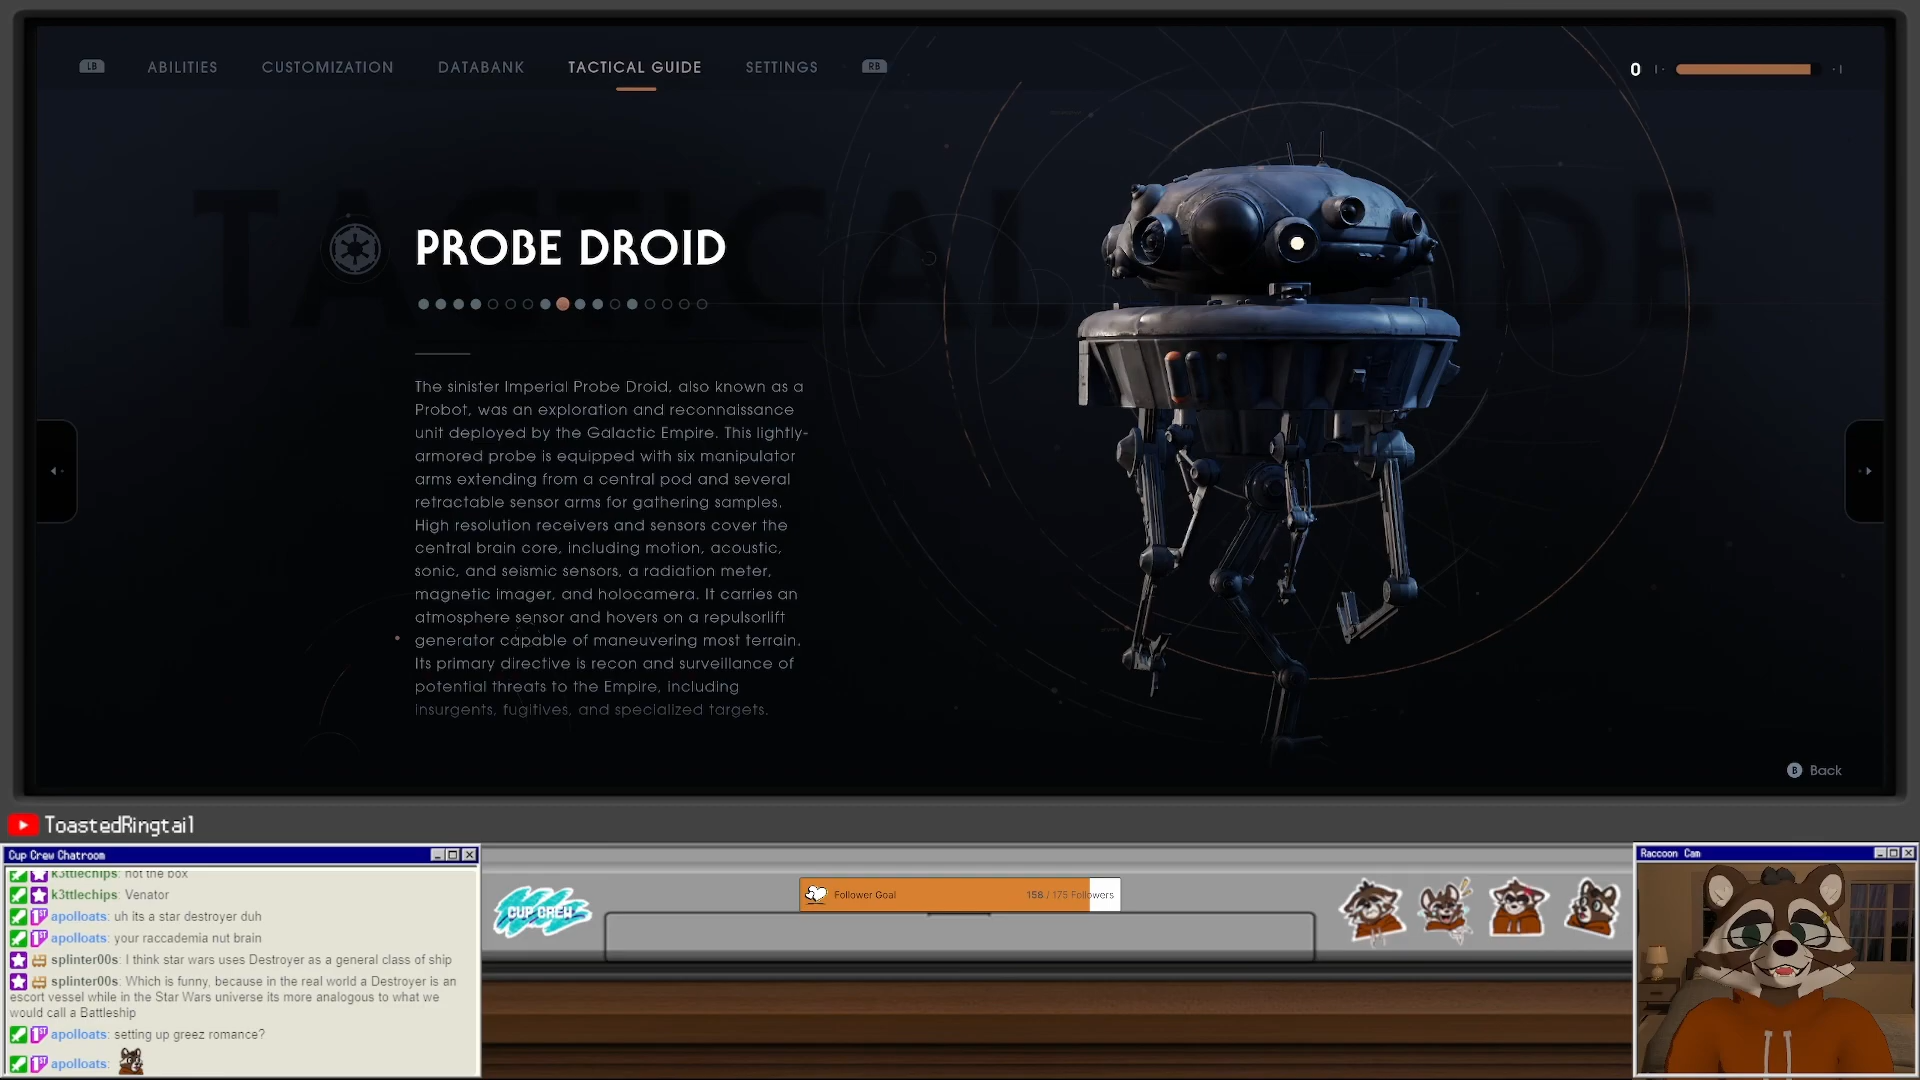 LB ABILITIES CUSTOMIZATION DATABANK TACTICAL GUIDE SETTINGS RB
0
TACTICAL GUIDE
PROBE DROID
The sinister Imperial Probe Droid, also known as a
Probot, was an exploration and reconnaissance
unit deployed by the Galactic Empire. This lightly-
armored probe is equipped with six manipulator
arms extending from a central pod and several
retractable sensor arms for gathering samples.
High resolution receivers and sensors cover the
central brain core, including motion, acoustic,
sonic, and seismic sensors, a radiation meter,
magnetic imager, and holocamera. It carries an
atmosphere sensor and hovers on a repulsorlift
generator capable of maneuvering most terrain.
Its primary directive is recon and surveillance of
potential threats to the Empire, including
insurgents, fugitives, and specialized targets.
B Back
ToastedRingtail
Cup Crew Chatroom
k3ttlechips: not the box
k3ttlechips: Venator
apolloats: uh its a star destroyer duh
apolloats: your raccademia nut brain
splinter00s: I think star wars uses Destroyer as a general class of ship
splinter00s: Which is funny, because in the real world a Destroyer is an
escort vessel while in the Star Wars universe its more analogous to what we
would call a Battleship
apolloats: setting up greez romance?
apolloats:
CUP CREW
Follower Goal 156 / 175 Followers
Raccoon Cam